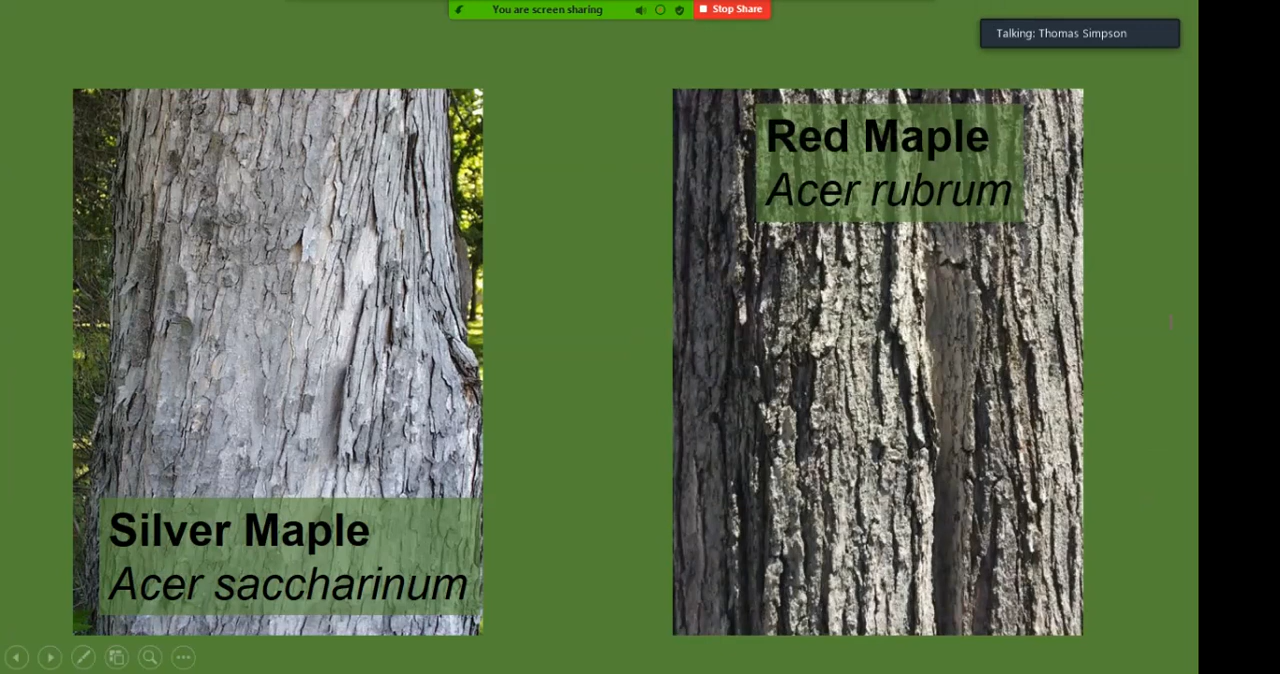 You are screen sharing
Stop Share
Talking: Thomas Simpson
Red Maple
Acer rubrum
Silver Maple
Acer saccharinum